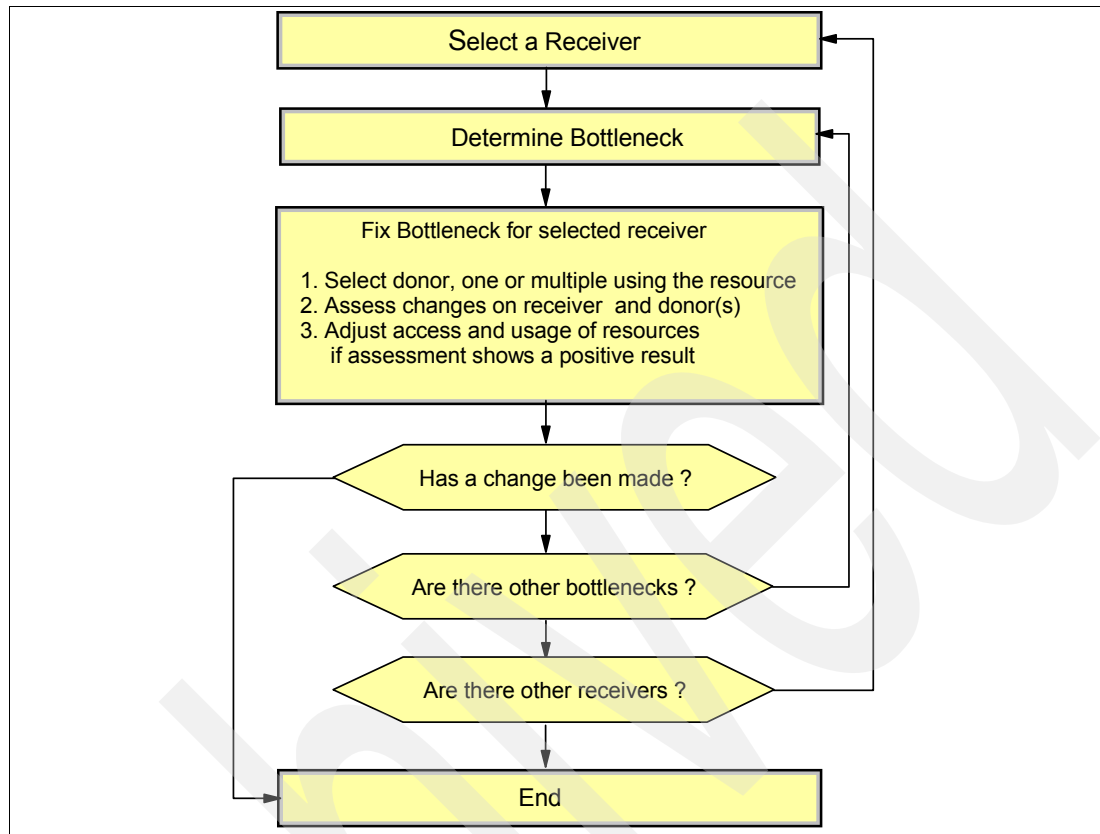 Select a Receiver
Determine Bottleneck
Fix Bottleneck for selected receiver
1. Select donor, one or multiple using the resource
2. Assess changes on receiver and donor(s)
3. Adjust access and usage of resources
if assessment shows a positive result
Has a change been made ?
Are there other bottlenecks ?
Are there other receivers ?
End
hived